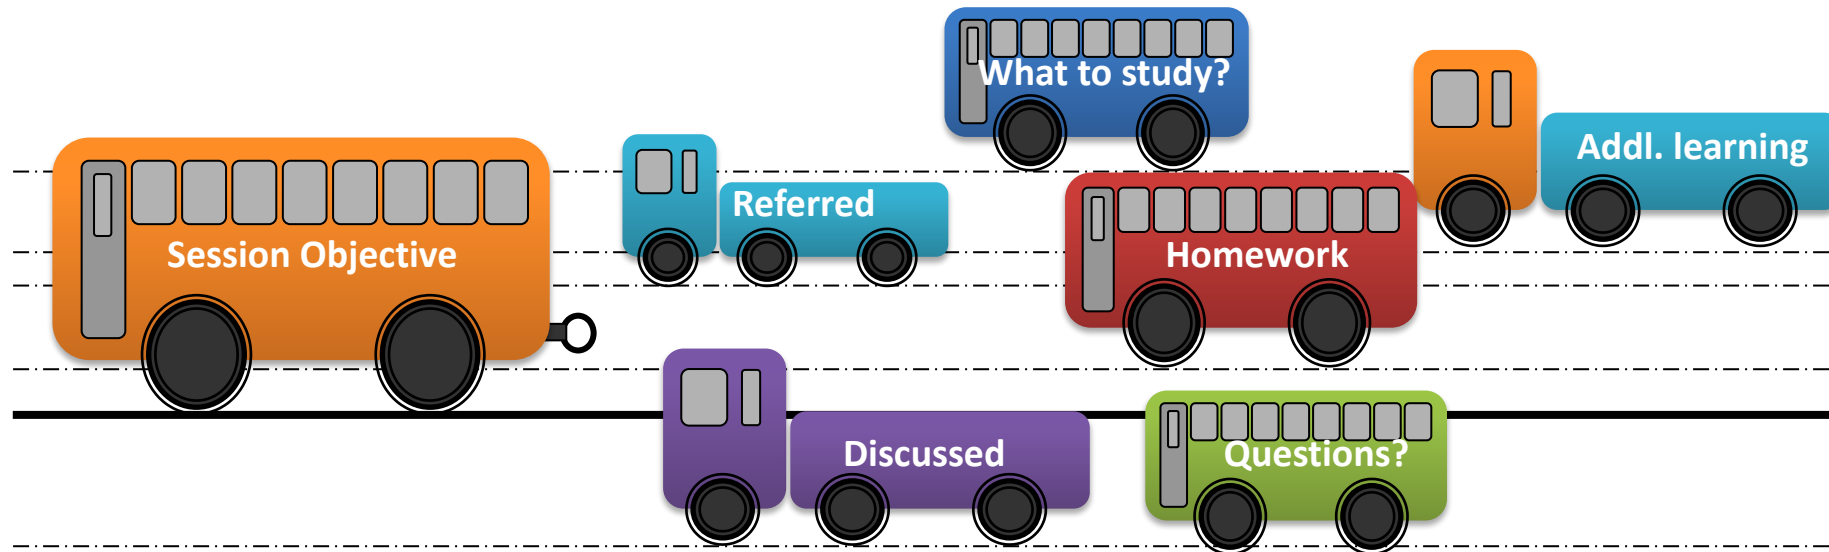 What to study?
Addl. learning
Referred
Session Objective
Homework
Discussed
Questions?